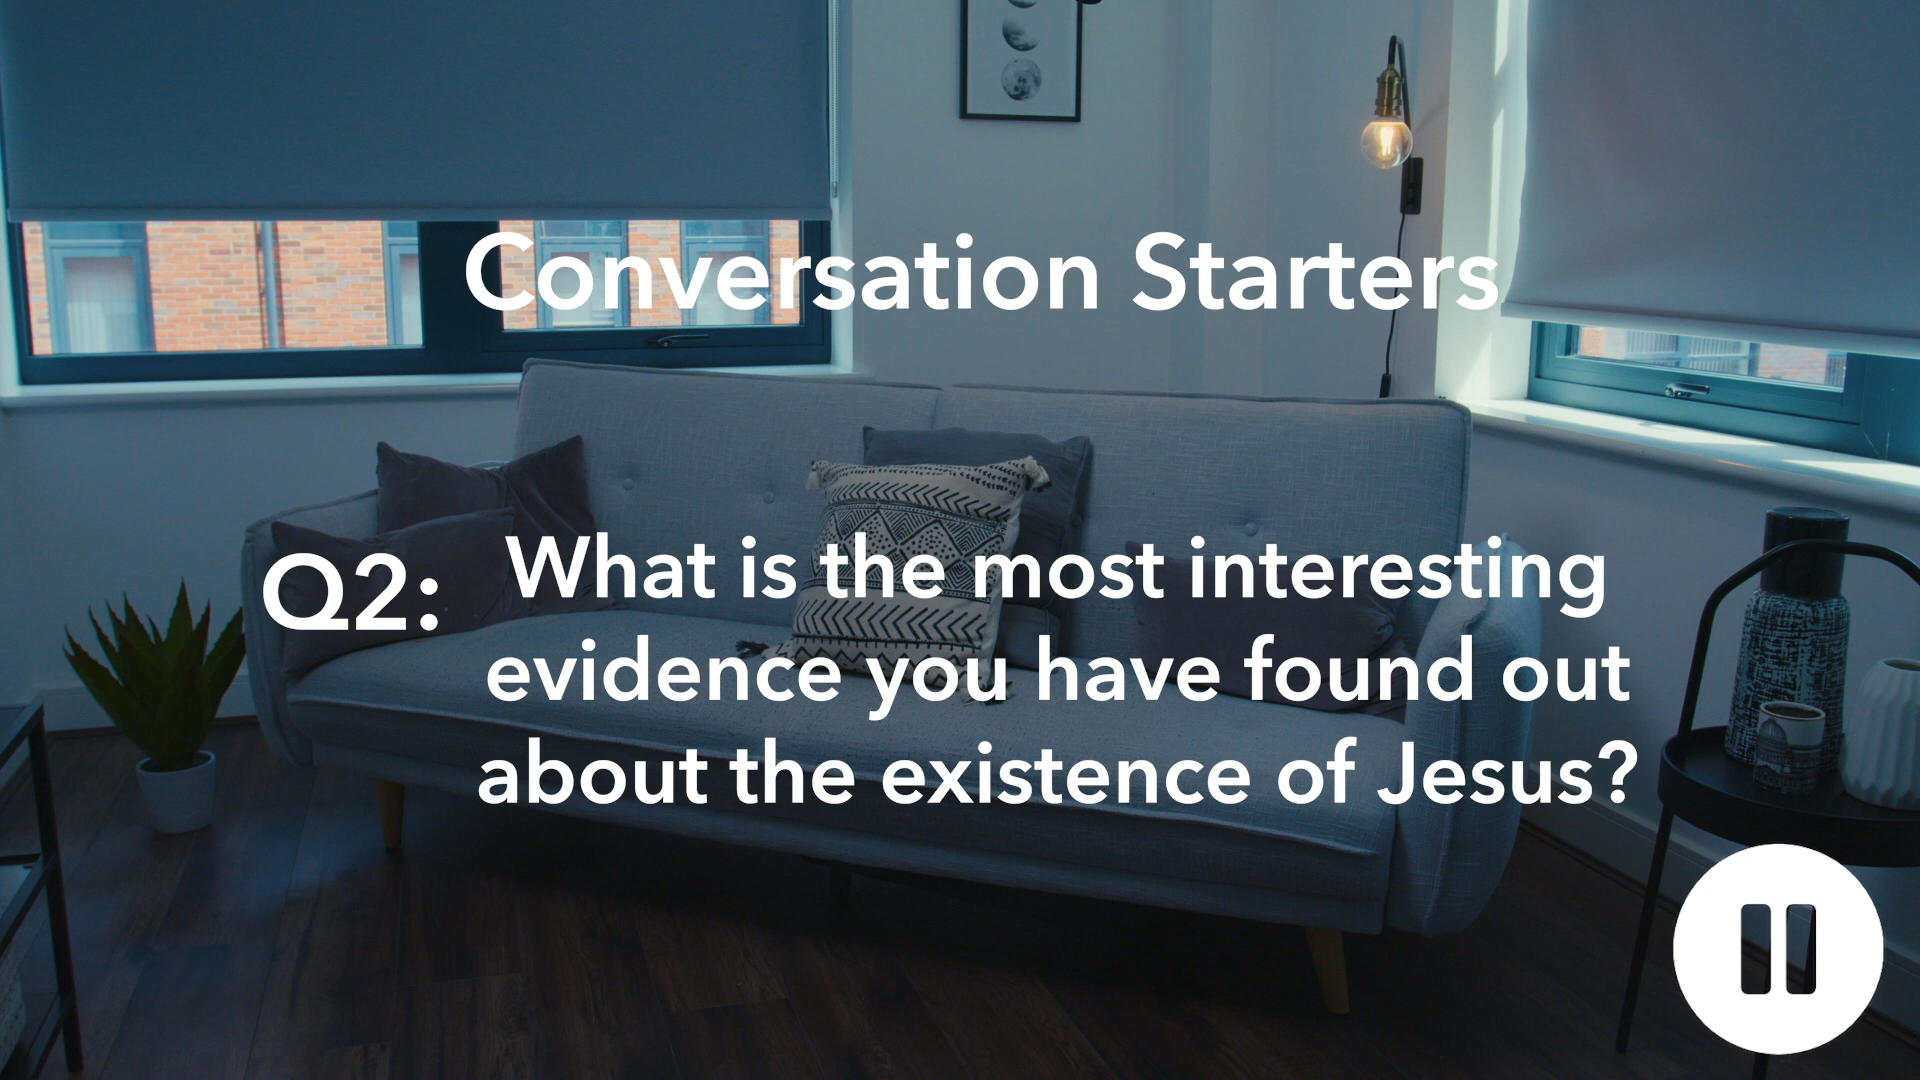 Conversation Starters
Q2: What is the most interesting
evidence you have found out
about the existence of Jesus?